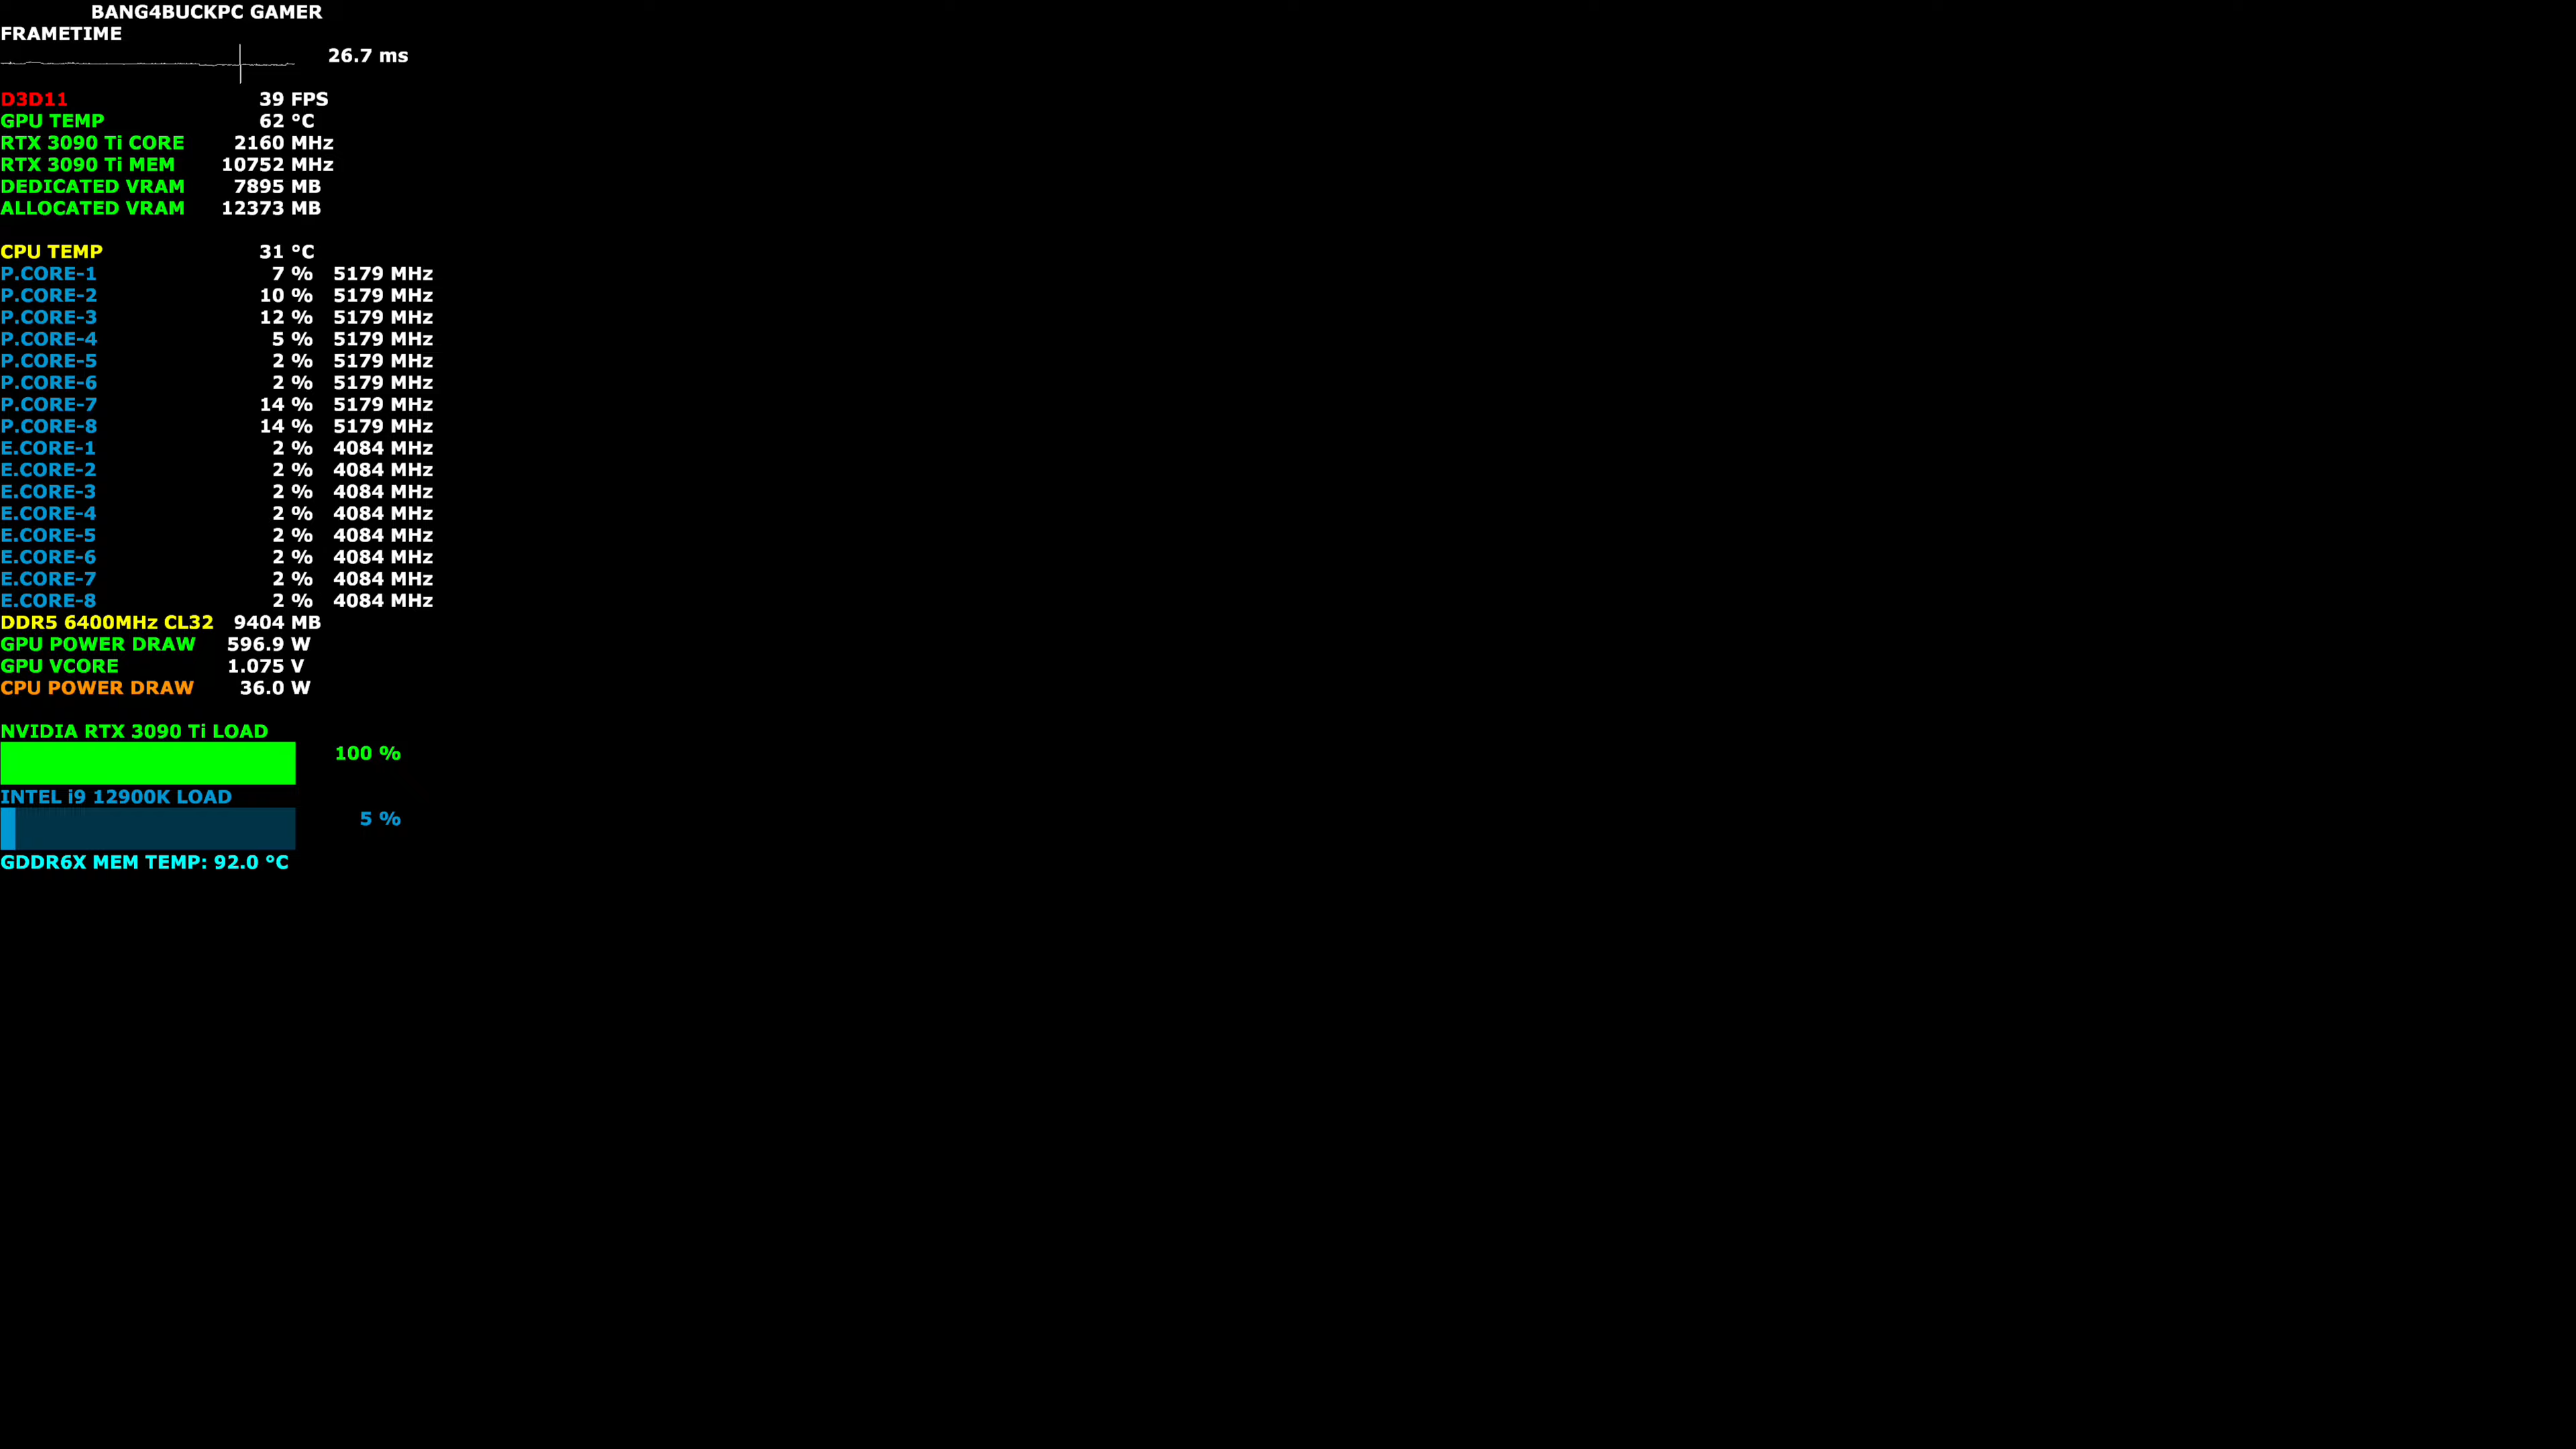 BANG4BUCKPC GAMER
FRAMETIME
26.7 ms
D3D11 39 FPS
GPU TEMP 62 °C
RTX 3090 Ti CORE 2160 MHz
RTX 3090 Ti MEM 10752 MHz
DEDICATED VRAM 7895 MB
ALLOCATED VRAM 12373 MB
CPU TEMP 31 °C
P.CORE-1 7 % 5179 MHz
P.CORE-2 10 % 5179 MHz
P.CORE-3 12 % 5179 MHz
P.CORE-4 5 % 5179 MHz
P.CORE-5 2 % 5179 MHz
P.CORE-6 2 % 5179 MHz
P.CORE-7 14 % 5179 MHz
P.CORE-8 14 % 5179 MHz
E.CORE-1 2 % 4084 MHz
E.CORE-2 2 % 4084 MHz
E.CORE-3 2 % 4084 MHz
E.CORE-4 2 % 4084 MHz
E.CORE-5 2 % 4084 MHz
E.CORE-6 2 % 4084 MHz
E.CORE-7 2 % 4084 MHz
E.CORE-8 2 % 4084 MHz
DDR5 6400MHz CL32 9404 MB
GPU POWER DRAW 596.9 W
GPU VCORE 1.075 V
CPU POWER DRAW 36.0 W
NVIDIA RTX 3090 Ti LOAD
100 %
INTEL i9 12900K LOAD
5 %
GDDR6X MEM TEMP: 92.0 °C